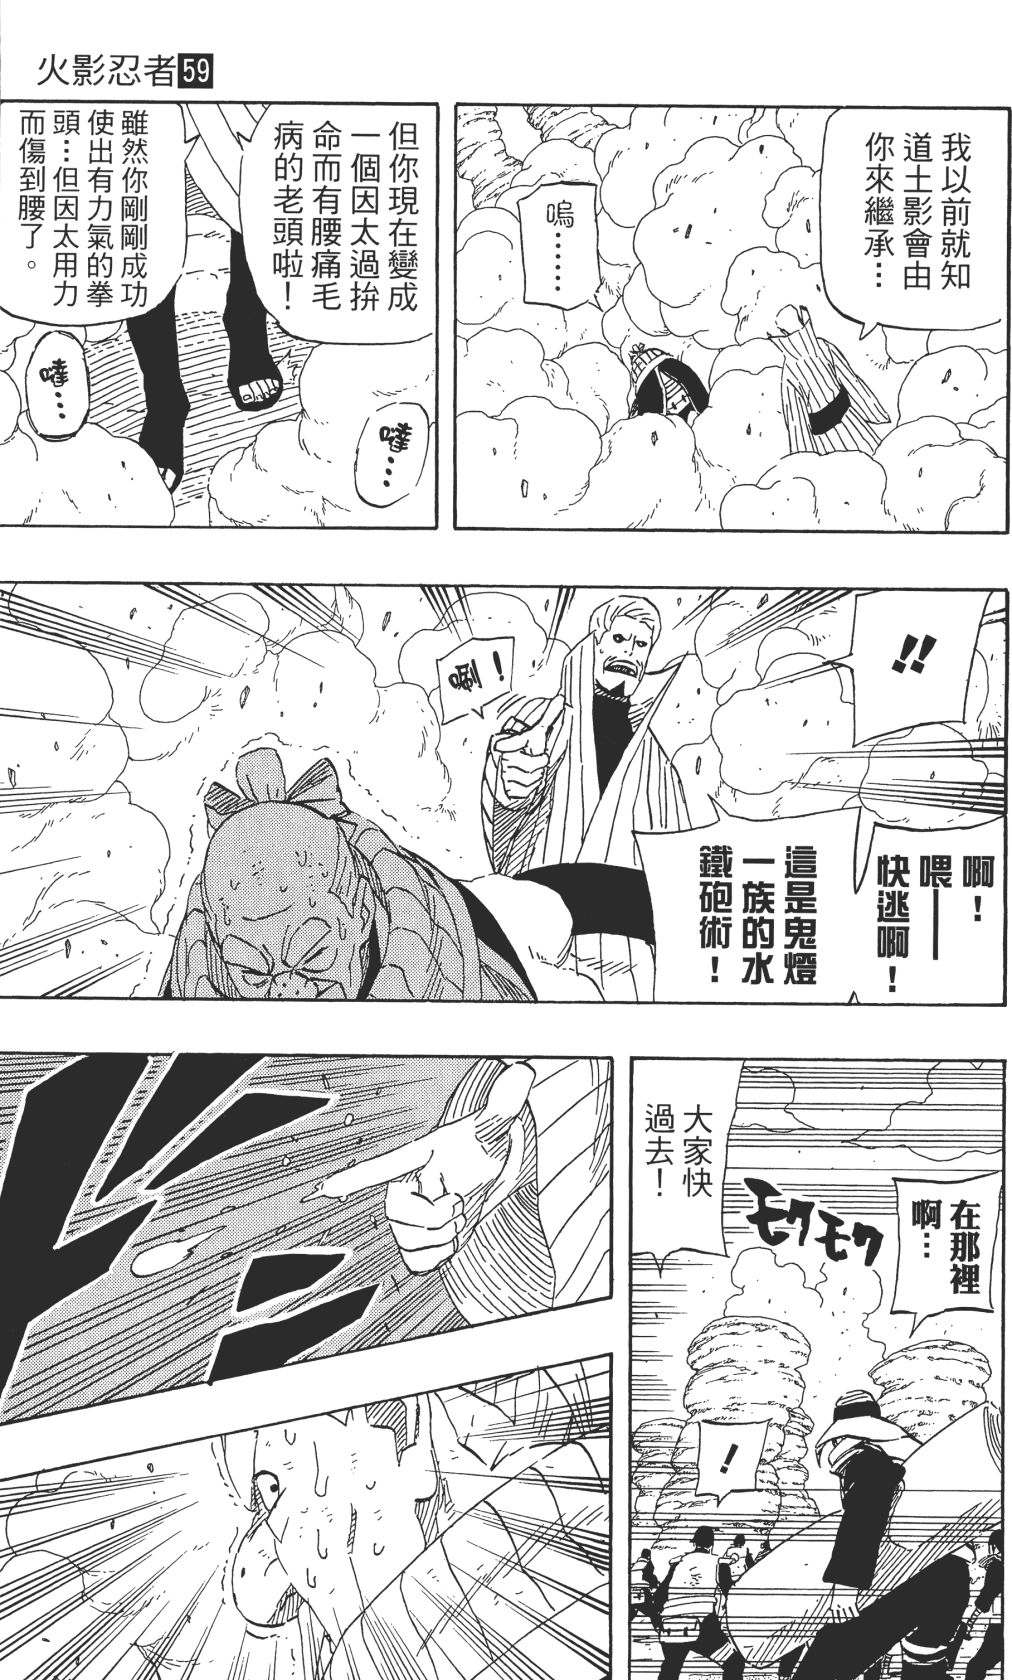 火影忍者59
我以前就知
道土影會由
你來繼承…
嗚……
但你現在變成
一個因太過拚
命而有腰痛毛
病的老頭啦！
雖然你剛剛成功
使出有力氣的拳
頭…但因太用力
而傷到腰了。
噠…
噠…
!!
啊！
喂——
快逃啊！
這是鬼燈
一族的水
鐵砲術！
唰！
在那裡
啊…
モクモク
大家快
過去！
！